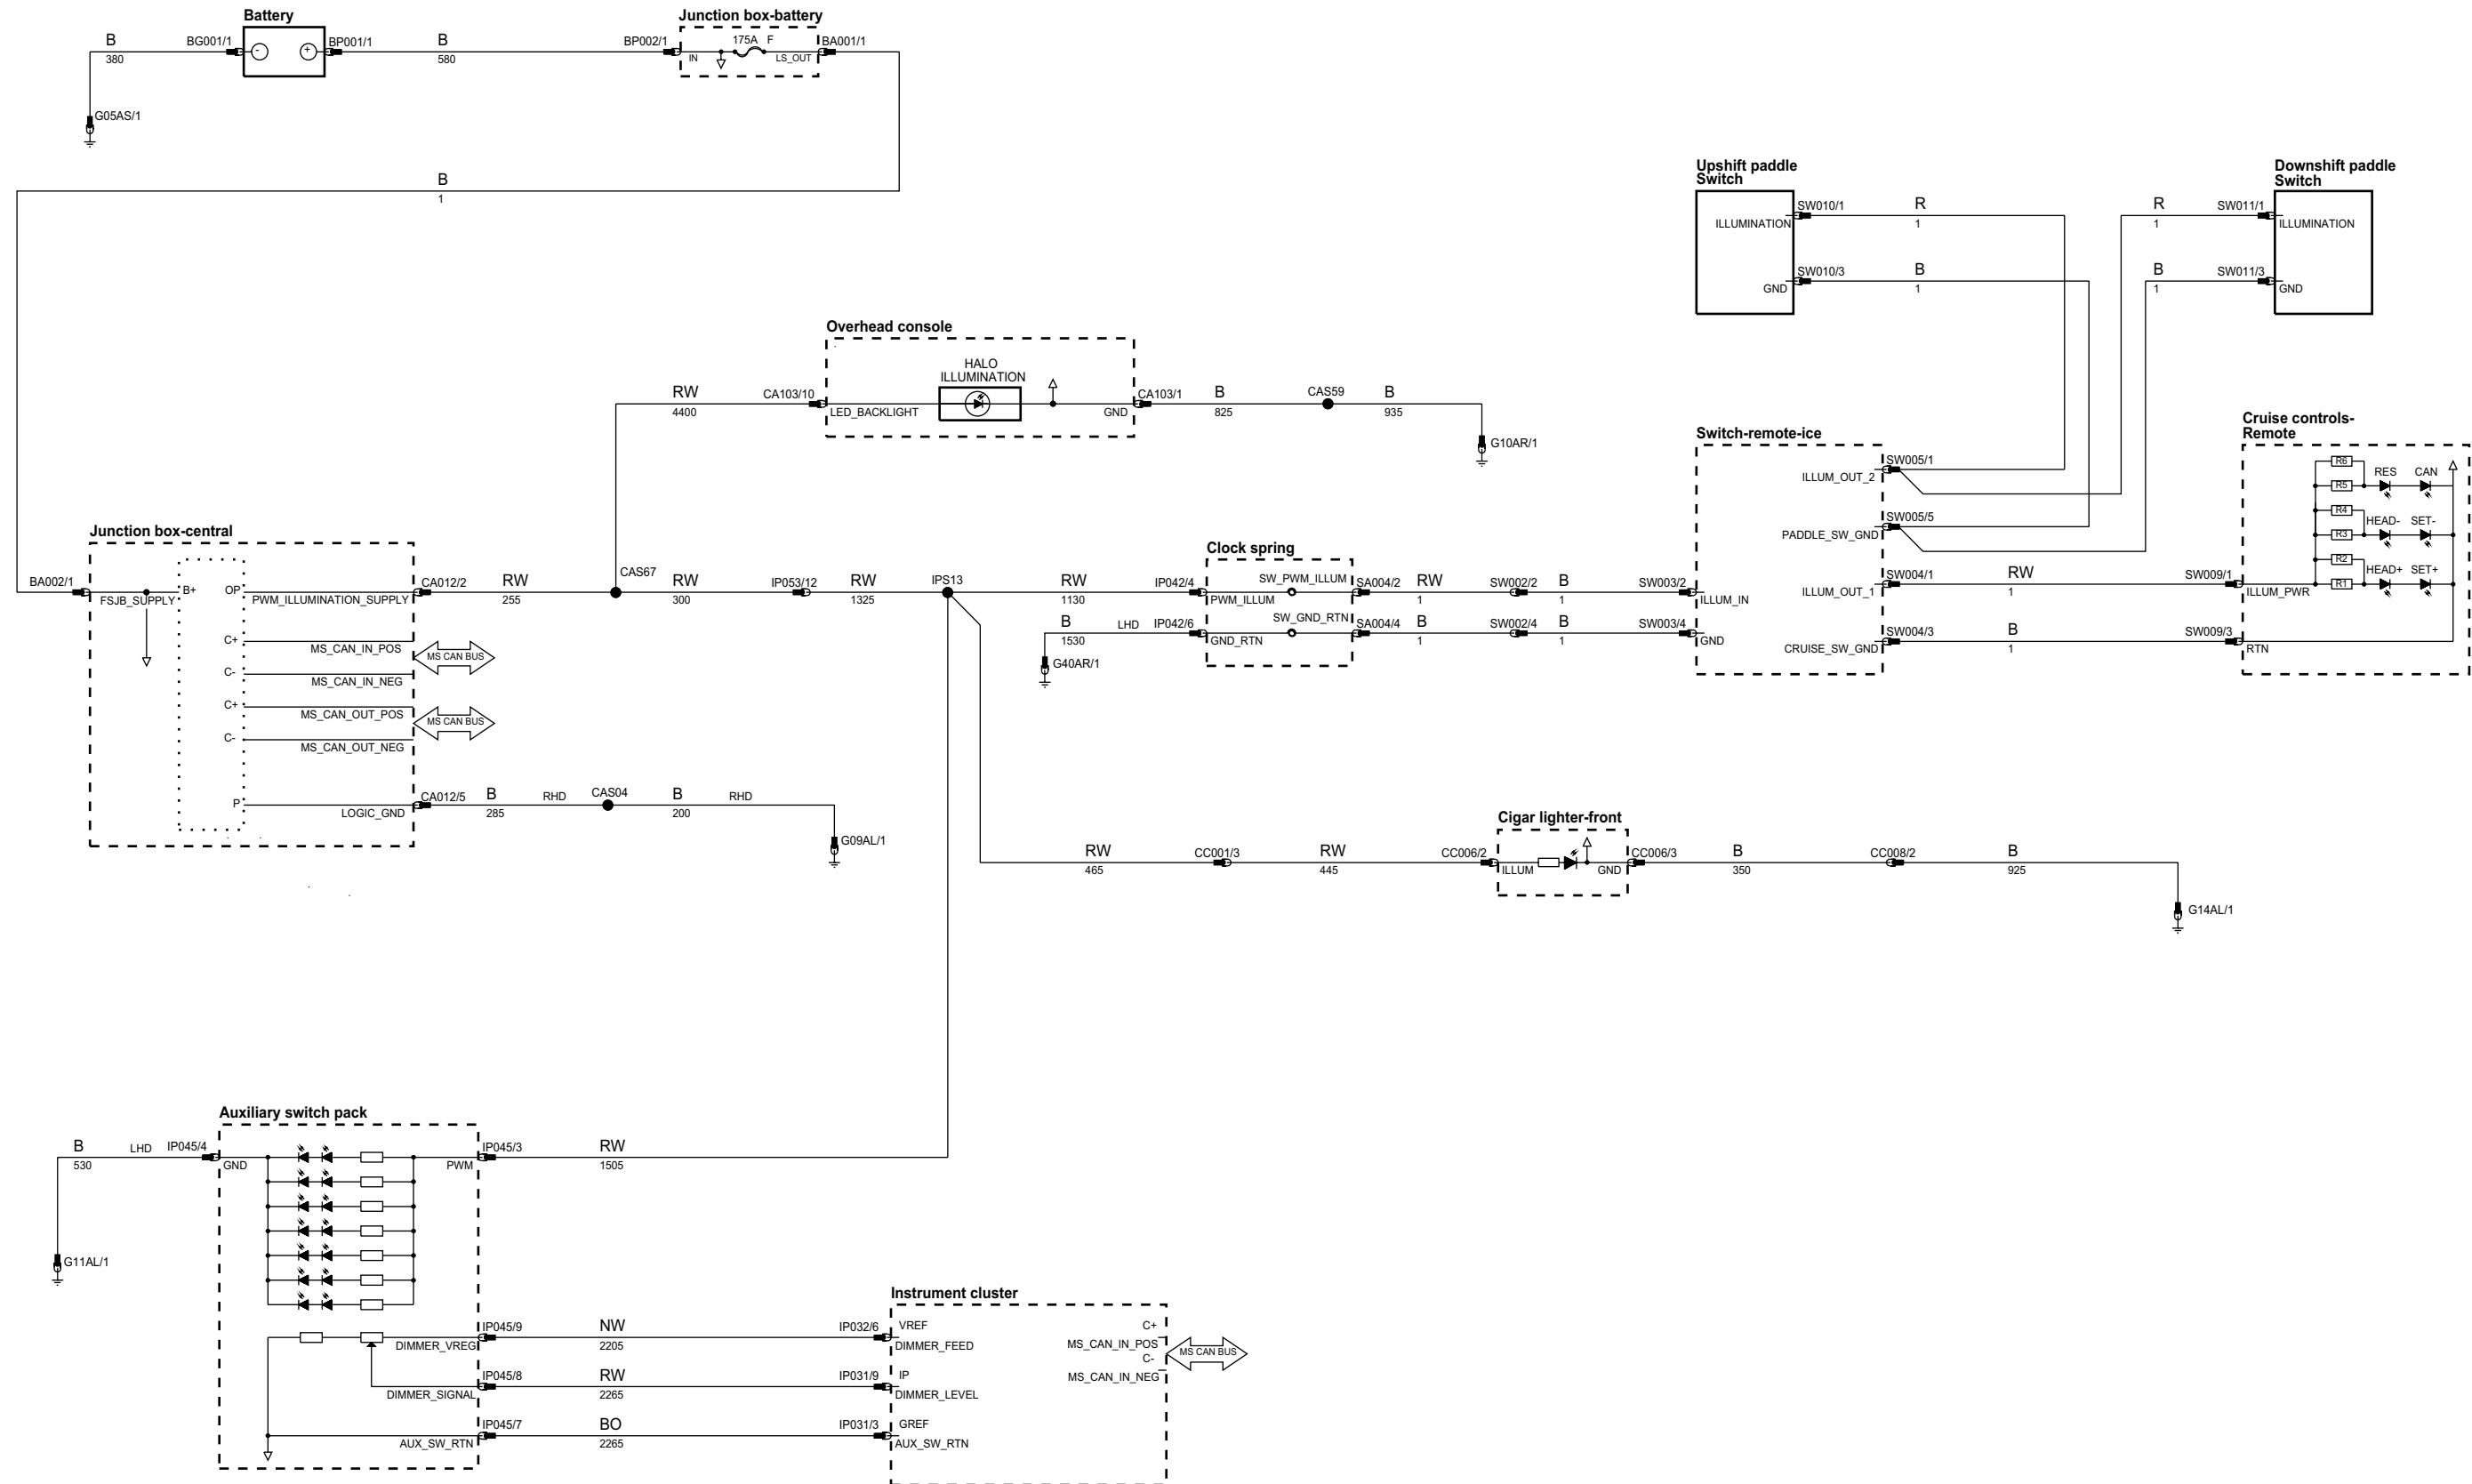 Battery
Junction box-battery
B
380
BG001/1
-
+
BP001/1
B
580
BP002/1
175A F
IN
LS_OUT
BA001/1
G05AS/1
B
1
Upshift paddle
Switch
SW010/1
R
1
ILLUMINATION
SW010/3
B
1
GND
Downshift paddle
Switch
R
1
SW011/1
ILLUMINATION
B
1
SW011/3
GND
Overhead console
HALO
ILLUMINATION
RW
4400
CA103/10
LED_BACKLIGHT
GND
CA103/1
B
825
CAS59
B
935
G10AR/1
Switch-remote-ice
SW005/1
ILLUM_OUT_2
SW005/5
PADDLE_SW_GND
SW004/1
ILLUM_OUT_1
SW004/3
CRUISE_SW_GND
ILLUM_IN
GND
RW
1
SW009/1
B
1
SW009/3
Cruise controls-
Remote
R6
RES
CAN
R5
R4
HEAD-
SET-
R3
R2
HEAD+
SET+
R1
ILLUM_PWR
RTN
Junction box-central
BA002/1
FSJB_SUPPLY
B+
OP
PWM_ILLUMINATION_SUPPLY
CA012/2
RW
255
CAS67
RW
300
IP053/12
RW
1325
IPS13
RW
1130
IP042/4
Clock spring
SW_PWM_ILLUM
PWM_ILLUM
SA004/2
RW
1
SW002/2
B
1
SW003/2
B
1530
LHD
IP042/6
SW_GND_RTN
GND_RTN
SA004/4
B
1
SW002/4
B
1
SW003/4
G40AR/1
C+
MS_CAN_IN_POS
MS CAN BUS
C-
MS_CAN_IN_NEG
C+
MS_CAN_OUT_POS
MS CAN BUS
C-
MS_CAN_OUT_NEG
P
LOGIC_GND
CA012/5
B
285
RHD
CAS04
B
200
RHD
G09AL/1
Cigar lighter-front
RW
465
CC001/3
RW
445
CC006/2
ILLUM
GND
CC006/3
B
350
CC008/2
B
925
G14AL/1
Auxiliary switch pack
B
530
LHD
IP045/4
GND
PWM
IP045/3
RW
1505
G11AL/1
DIMMER_VREG
IP045/9
NW
2205
IP032/6
DIMMER_SIGNAL
IP045/8
RW
2265
IP031/9
AUX_SW_RTN
IP045/7
BO
2265
IP031/3
Instrument cluster
VREF
DIMMER_FEED
IP
DIMMER_LEVEL
GREF
AUX_SW_RTN
C+
MS_CAN_IN_POS
C-
MS_CAN_IN_NEG
MS CAN BUS